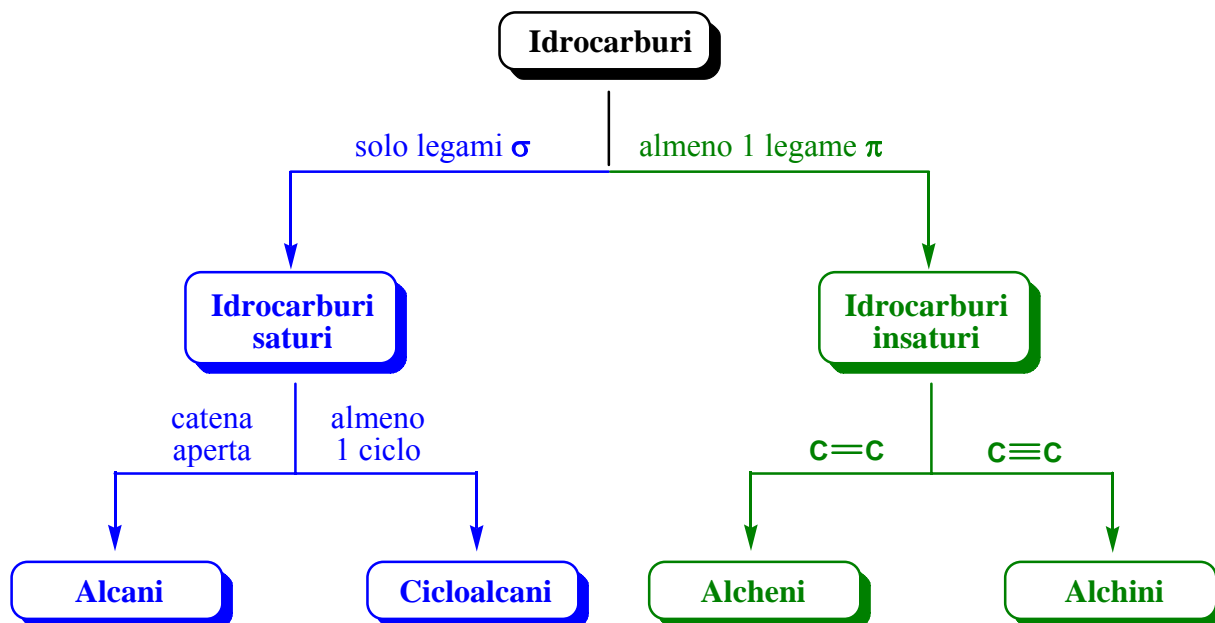 Idrocarburi
solo legami σ
almeno 1 legame π
Idrocarburi
saturi
Idrocarburi
insaturi
catena
aperta
almeno
1 ciclo
C=C
C≡C
Alcani
Cicloalcani
Alcheni
Alchini